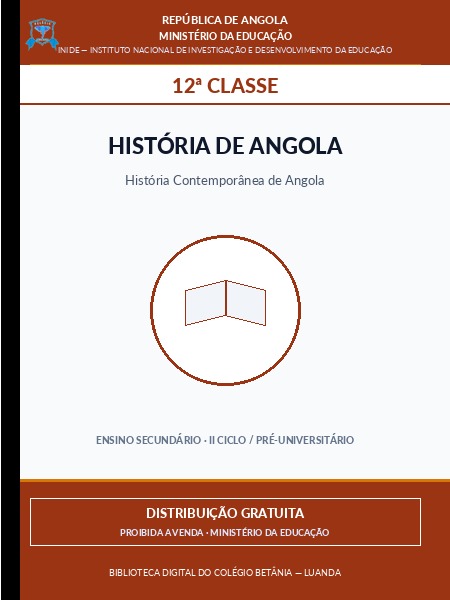 REPÚBLICA DE ANGOLA
MINISTÉRIO DA EDUCAÇÃO
INIDE — INSTITUTO NACIONAL DE INVESTIGAÇÃO E DESENVOLVIMENTO DA EDUCAÇÃO
12ª CLASSE
HISTÓRIA DE ANGOLA
História Contemporânea de Angola
ENSINO SECUNDÁRIO · II CICLO / PRÉ-UNIVERSITÁRIO
DISTRIBUIÇÃO GRATUITA
PROIBIDA A VENDA · MINISTÉRIO DA EDUCAÇÃO
BIBLIOTECA DIGITAL DO COLÉGIO BETÂNIA — LUANDA